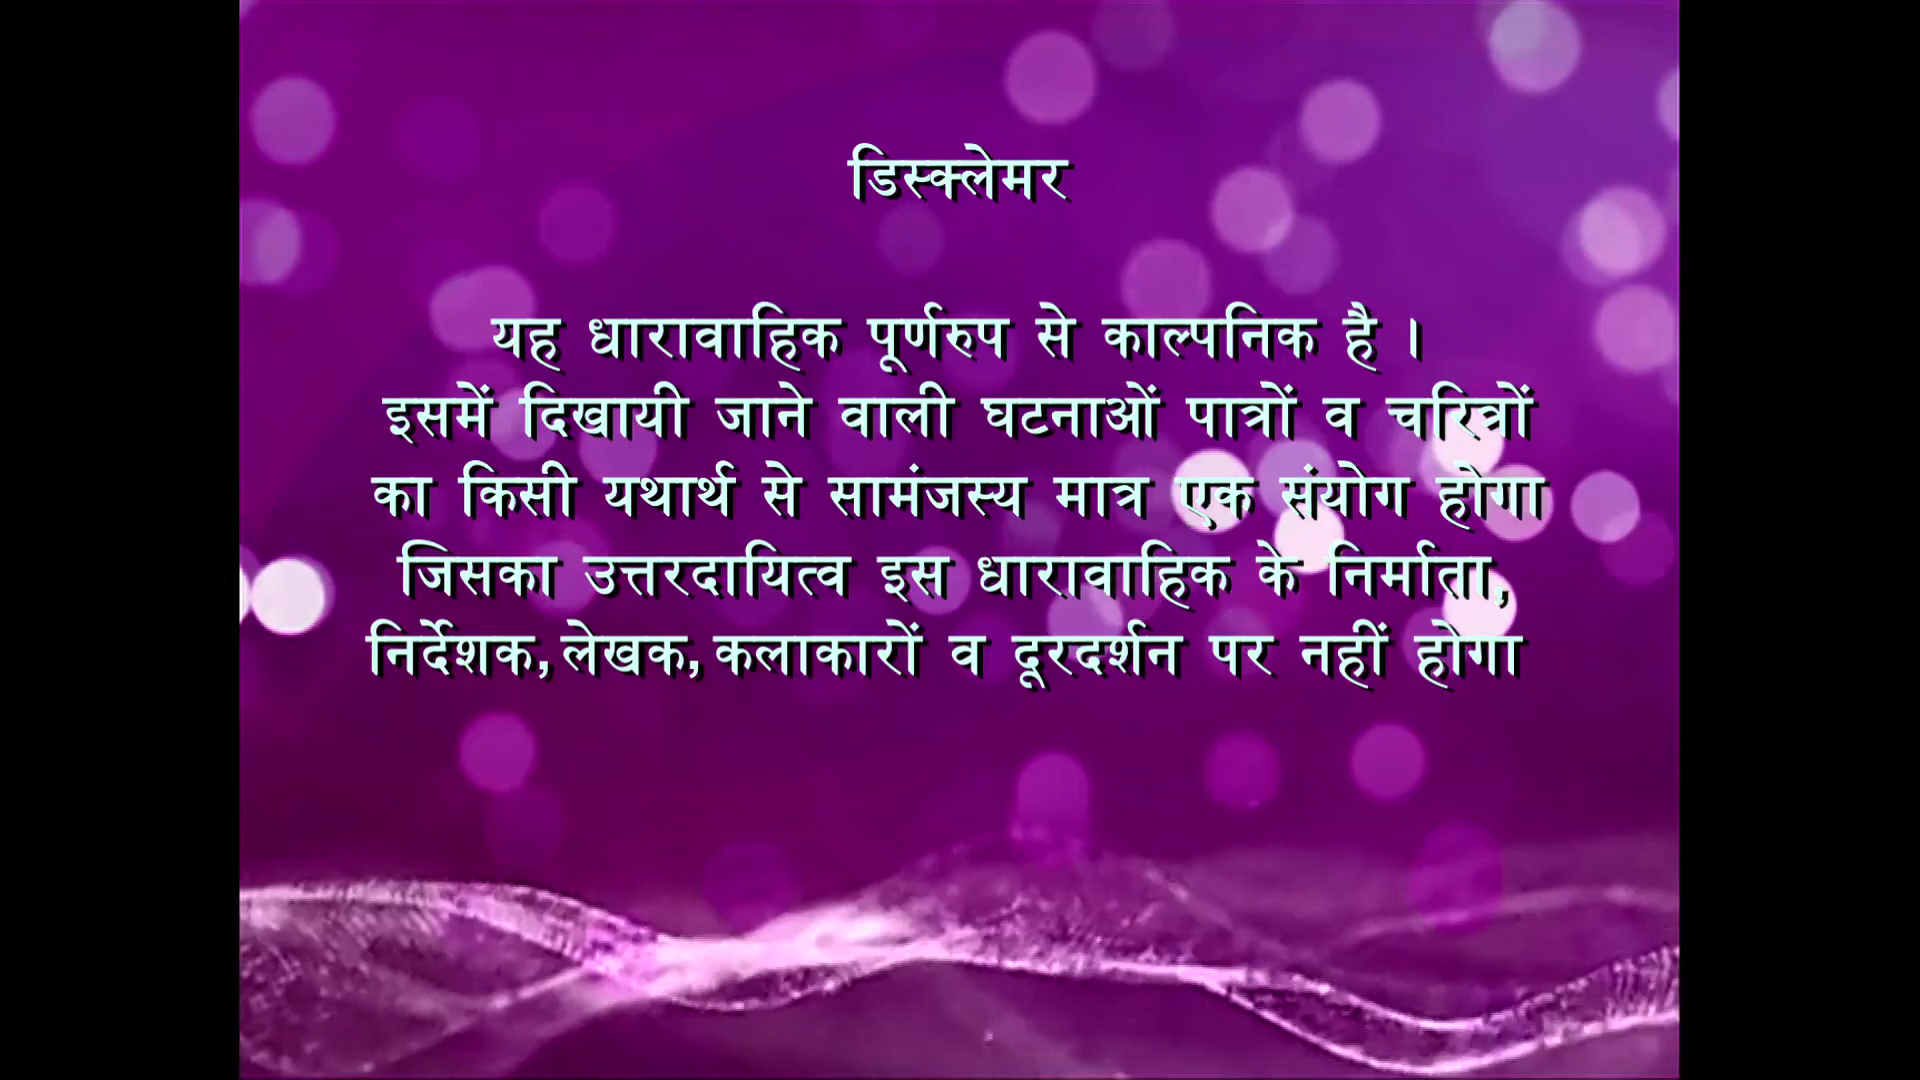 डिस्क्लेमर
यह धारावाहिक पूर्णरुप से काल्पनिक है ।
इसमें दिखायी जाने वाली घटनाओं पात्रों व चरित्रों
का किसी यथार्थ से सामंजस्य मात्र एक संयोग होगा
जिसका उत्तरदायित्व इस धारावाहिक के निर्माता,
निर्देशक, लेखक, कलाकारों व दूरदर्शन पर नहीं होगा